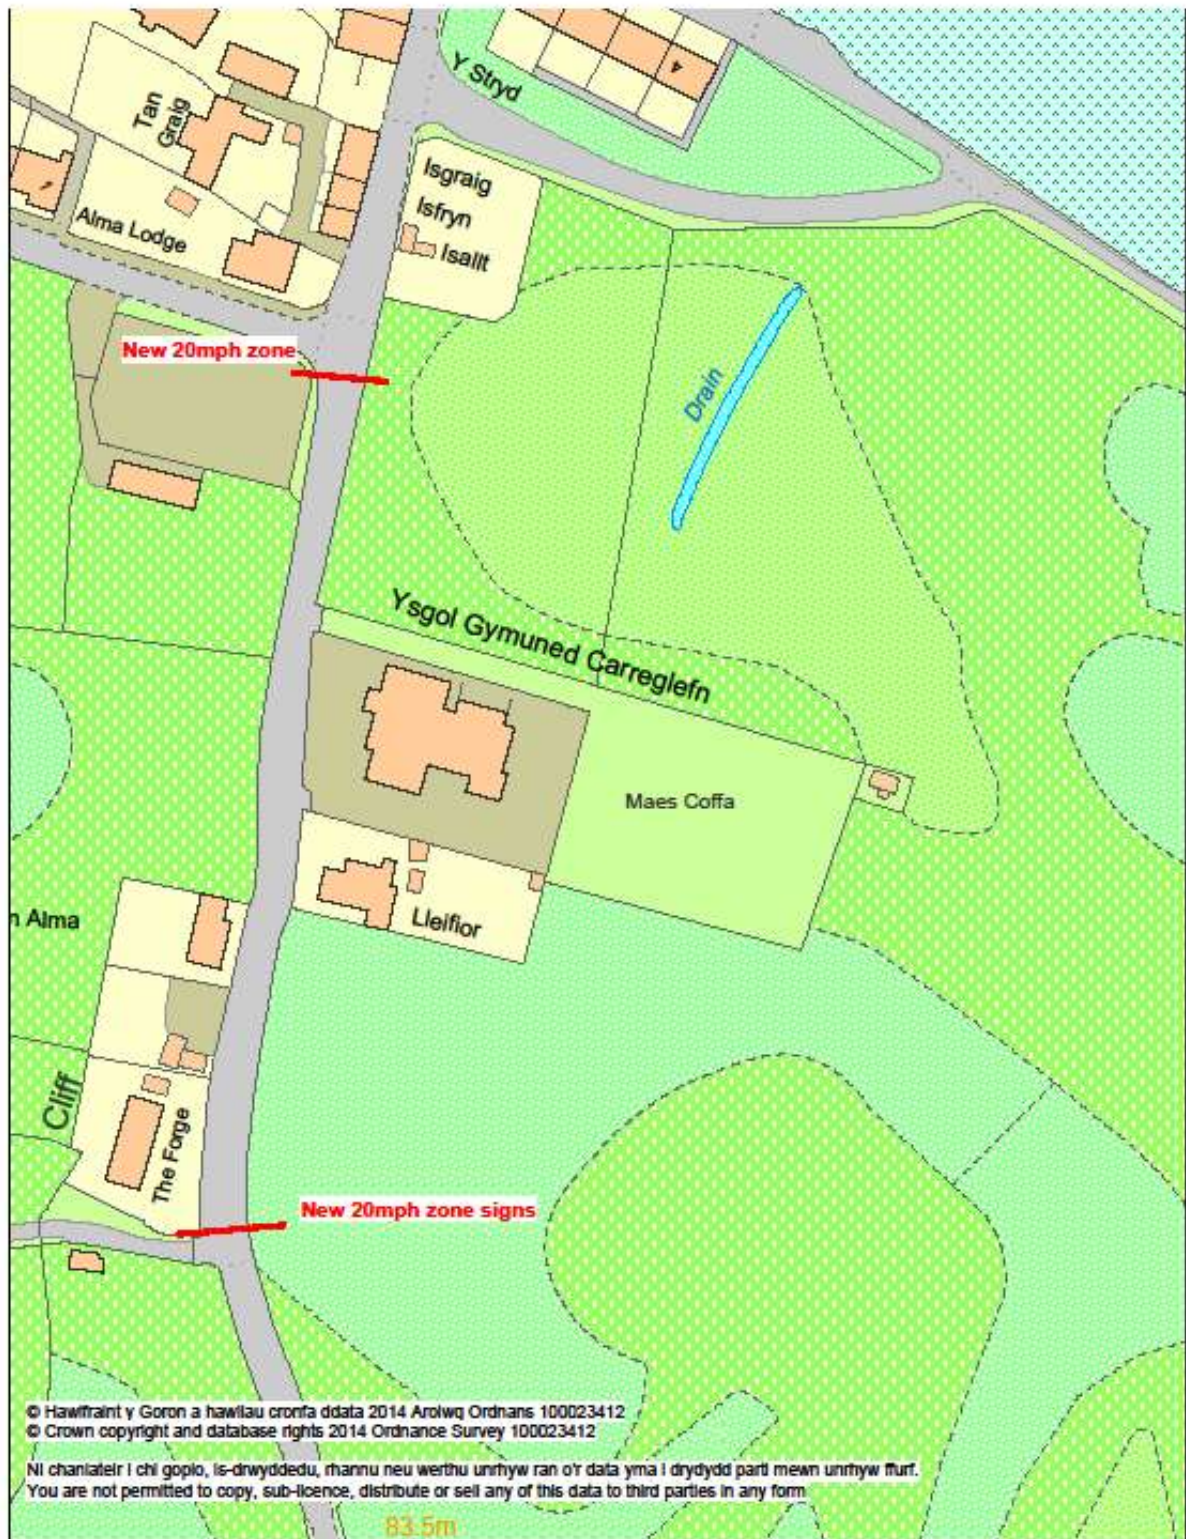 Y Stryd
4
Tan
Graig
Isgraig
Isfryn
Isallt
Alma Lodge
New 20mph zone
Drain
Ysgol Gymuned Carreglefn
Maes Coffa
Lleifior
n Alma
Cliff
The Forge
New 20mph zone signs
© Hawlfraint y Goron a hawliau cronfa ddata 2014 Arolwg Ordnans 100023412
© Crown copyright and database rights 2014 Ordnance Survey 100023412
Ni chaniateir i chi gopio, is-drwyddedu, rhannu neu werthu unrhyw ran o'r data yma i drydydd parti mewn unrhyw ffurf.
You are not permitted to copy, sub-licence, distribute or sell any of this data to third parties in any form
83.5m